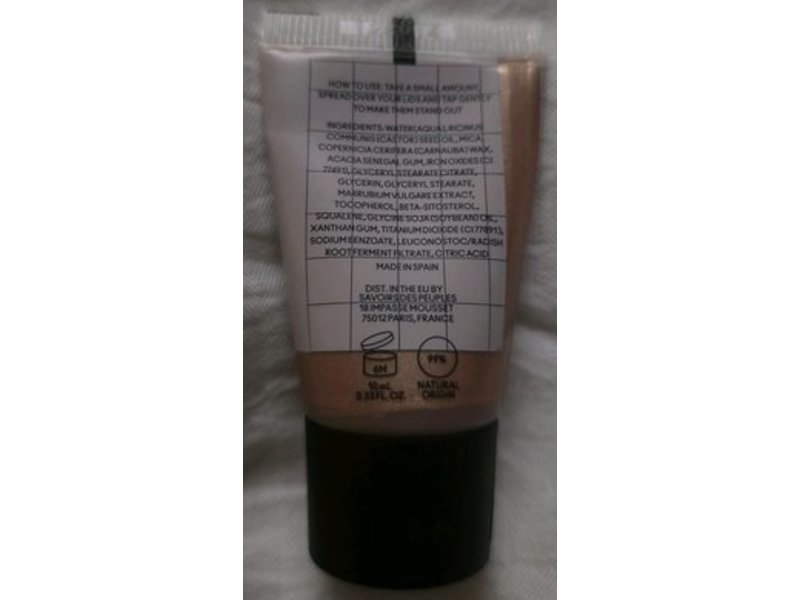 HOW TO USE: TAKE A SMALL AMOUNT,
SPREAD OVER YOUR LIDS AND TAP GENTLY
TO MAKE THEM STAND OUT
INGREDIENTS: WATER (AQUA), RICINUS
COMMUNIS (CASTOR) SEED OIL, MICA,
COPERNICIA CERIFERA (CARNAUBA) WAX,
ACACIA SENEGAL GUM, IRON OXIDES (CI
77491), GLYCERYL STEARATE CITRATE,
GLYCERIN, GLYCERYL STEARATE,
MARRUBIUM VULGARE EXTRACT,
TOCOPHEROL, BETA-SITOSTEROL,
SQUALENE, GLYCINE SOJA (SOYBEAN) OIL,
XANTHAN GUM, TITANIUM DIOXIDE (CI 77891),
SODIUM BENZOATE, LEUCONOSTOC/RADISH
ROOT FERMENT FILTRATE, CITRIC ACID
MADE IN SPAIN
DIST. IN THE EU BY
SAVOIRS DES PEUPLES
18 IMPASSE MOUSSET
75012 PARIS, FRANCE
6M
99%
10 mL
0.33 FL. OZ.
NATURAL
ORIGIN